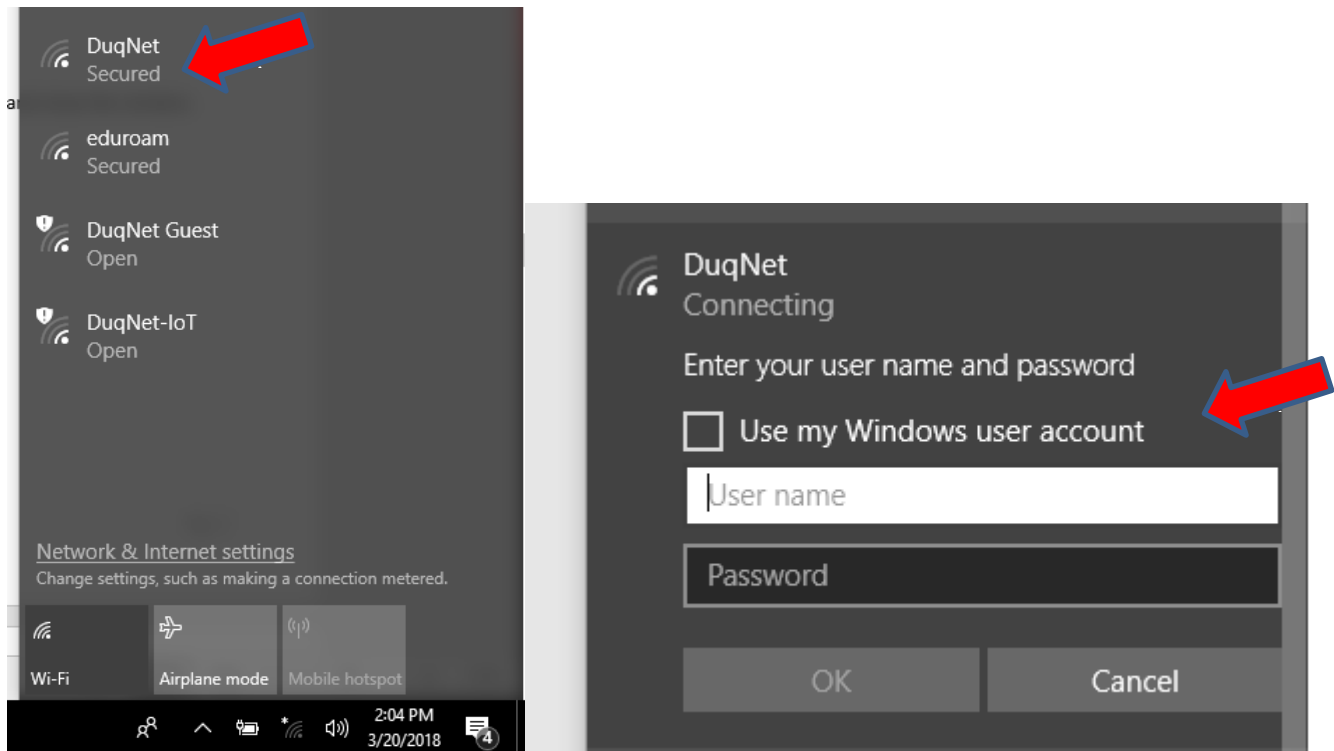 DuqNet
Secured
a
eduroam
Secured
DuqNet Guest
Open
DuqNet-IoT
Open
Network & Internet settings
Change settings, such as making a connection metered.
Wi-Fi
Airplane mode
Mobile hotspot
2:04 PM
3/20/2018
4
DuqNet
Connecting
Enter your user name and password
Use my Windows user account
User name
Password
OK
Cancel